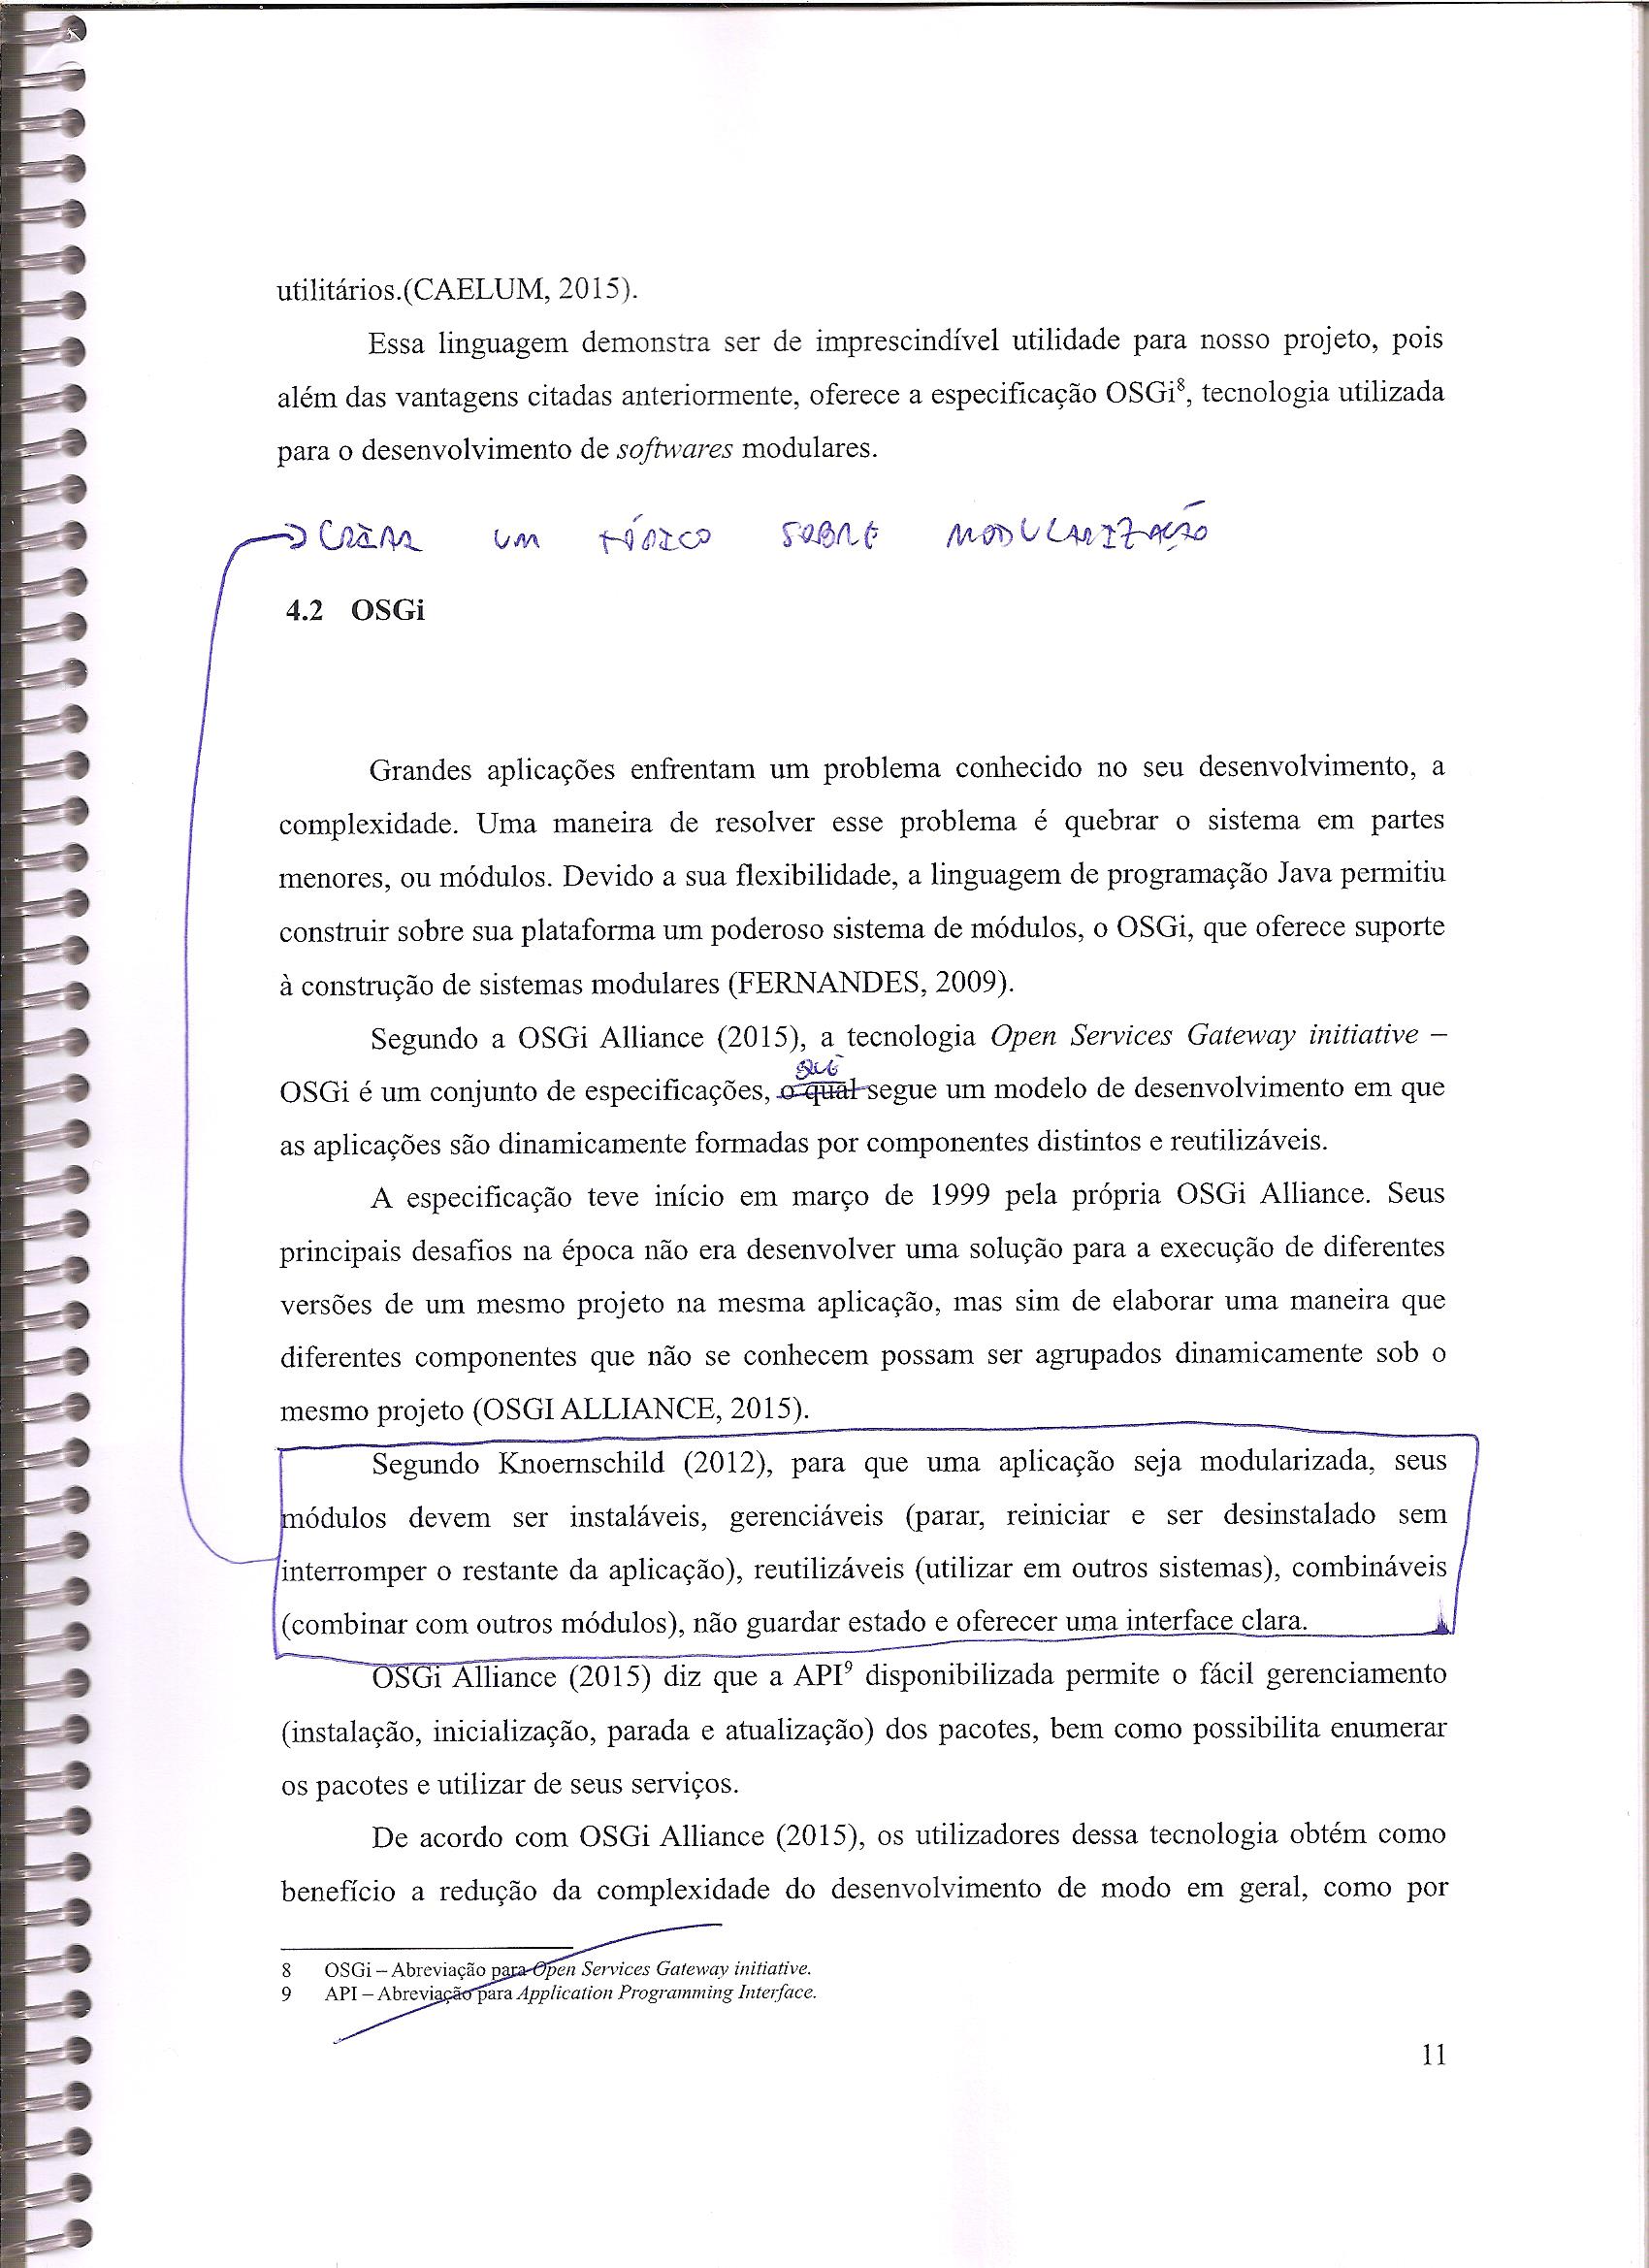 utilitários.(CAELUM, 2015).
Essa linguagem demonstra ser de imprescindível utilidade para nosso projeto, pois
além das vantagens citadas anteriormente, oferece a especificação OSGi⁸, tecnologia utilizada
para o desenvolvimento de softwares modulares.
→ CRIAR UM TÓPICO SOBRE MODULARIZAÇÃO
4.2 OSGi
Grandes aplicações enfrentam um problema conhecido no seu desenvolvimento, a
complexidade. Uma maneira de resolver esse problema é quebrar o sistema em partes
menores, ou módulos. Devido a sua flexibilidade, a linguagem de programação Java permitiu
construir sobre sua plataforma um poderoso sistema de módulos, o OSGi, que oferece suporte
à construção de sistemas modulares (FERNANDES, 2009).
Segundo a OSGi Alliance (2015), a tecnologia Open Services Gateway initiative –
QUE
OSGi é um conjunto de especificações, o qual segue um modelo de desenvolvimento em que
as aplicações são dinamicamente formadas por componentes distintos e reutilizáveis.
A especificação teve início em março de 1999 pela própria OSGi Alliance. Seus
principais desafios na época não era desenvolver uma solução para a execução de diferentes
versões de um mesmo projeto na mesma aplicação, mas sim de elaborar uma maneira que
diferentes componentes que não se conhecem possam ser agrupados dinamicamente sob o
mesmo projeto (OSGI ALLIANCE, 2015).
Segundo Knoernschild (2012), para que uma aplicação seja modularizada, seus
módulos devem ser instaláveis, gerenciáveis (parar, reiniciar e ser desinstalado sem
interromper o restante da aplicação), reutilizáveis (utilizar em outros sistemas), combináveis
(combinar com outros módulos), não guardar estado e oferecer uma interface clara.
OSGi Alliance (2015) diz que a API⁹ disponibilizada permite o fácil gerenciamento
(instalação, inicialização, parada e atualização) dos pacotes, bem como possibilita enumerar
os pacotes e utilizar de seus serviços.
De acordo com OSGi Alliance (2015), os utilizadores dessa tecnologia obtém como
benefício a redução da complexidade do desenvolvimento de modo em geral, como por
8 OSGi – Abreviação para Open Services Gateway initiative.
9 API – Abreviação para Application Programming Interface.
11